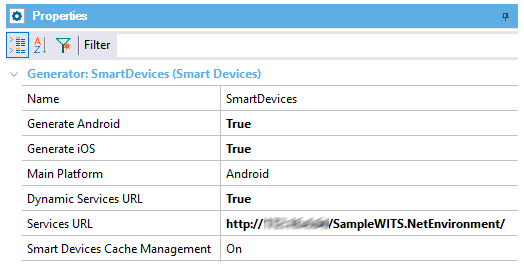 Properties
Filter
Generator: SmartDevices (Smart Devices)
Name SmartDevices
Generate Android True
Generate iOS True
Main Platform Android
Dynamic Services URL True
Services URL http:// /SampleWITS.NetEnvironment/
Smart Devices Cache Management On